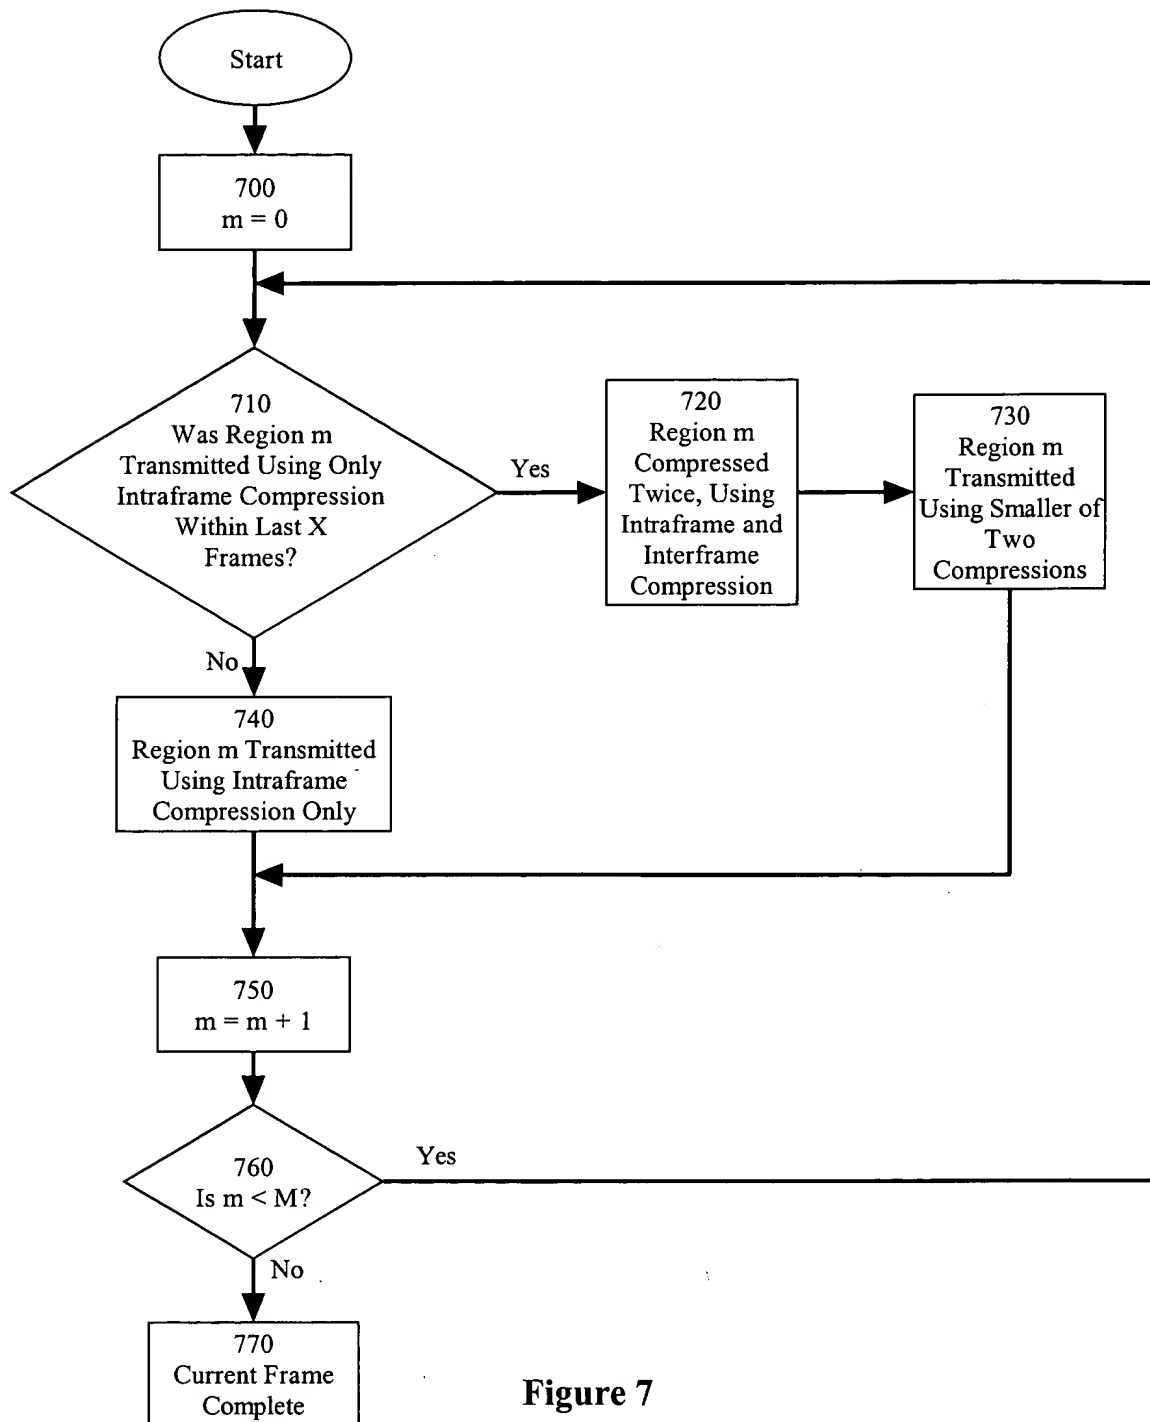 Start
700
m = 0
710
Was Region m
Transmitted Using Only
Intraframe Compression
Within Last X
Frames?
Yes
720
Region m
Compressed
Twice, Using
Intraframe and
Interframe
Compression
730
Region m
Transmitted
Using Smaller of
Two
Compressions
No
740
Region m Transmitted
Using Intraframe
Compression Only
750
m = m + 1
760
Is m < M?
Yes
No
770
Current Frame
Complete
Figure 7